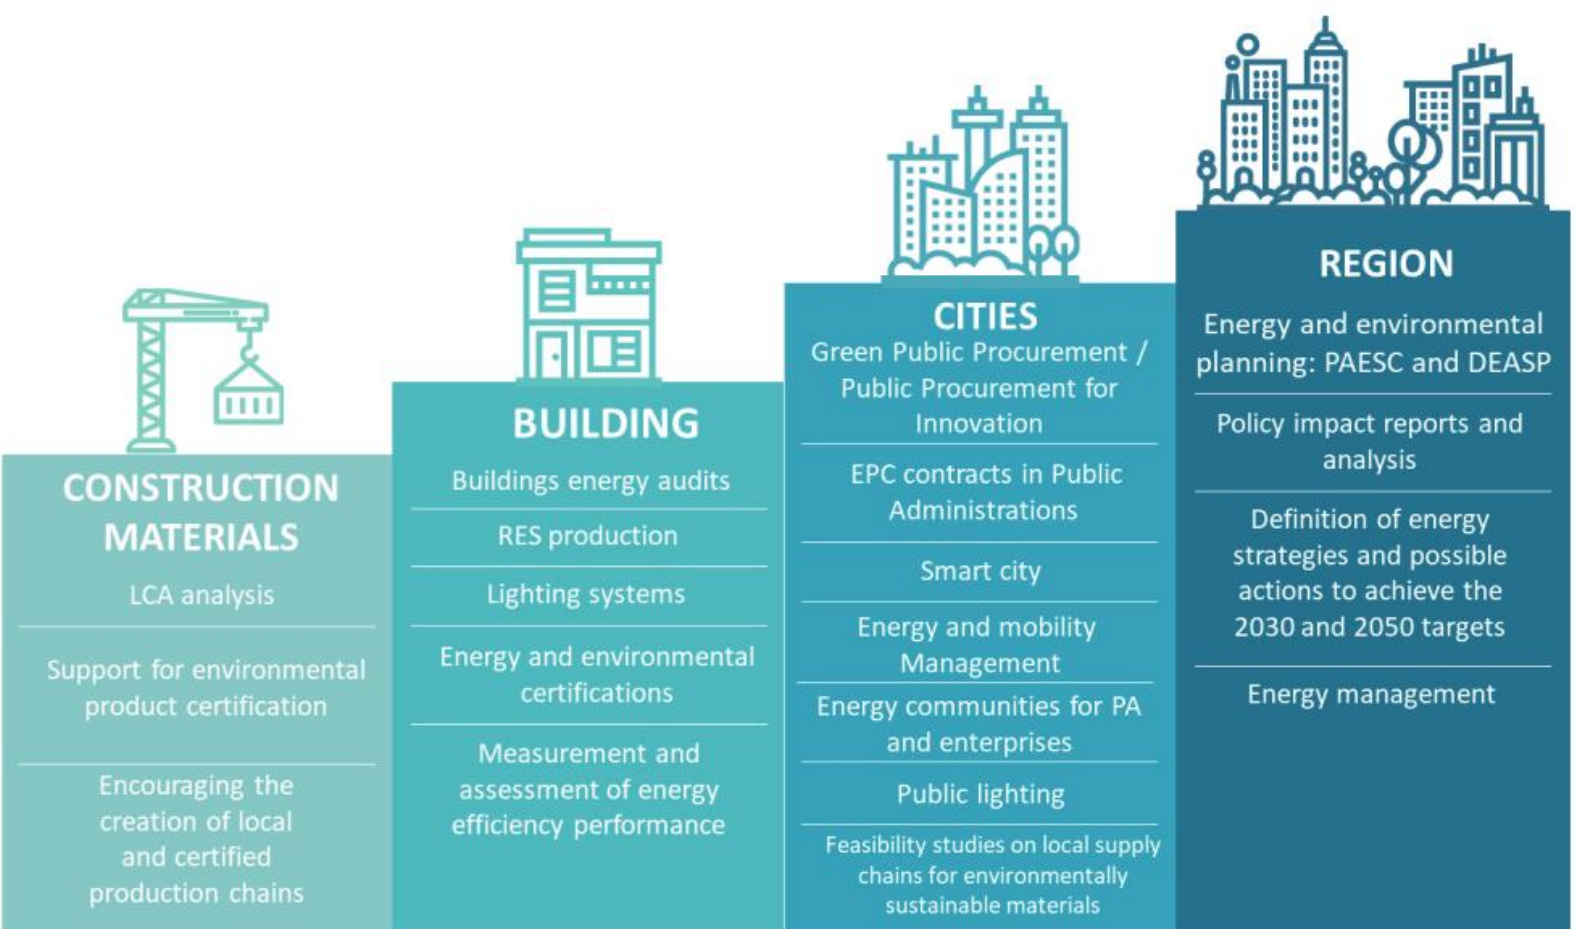 CONSTRUCTION
MATERIALS
LCA analysis
Support for environmental
product certification
Encouraging the
creation of local
and certified
production chains
BUILDING
Buildings energy audits
RES production
Lighting systems
Energy and environmental
certifications
Measurement and
assessment of energy
efficiency performance
CITIES
Green Public Procurement /
Public Procurement for
Innovation
EPC contracts in Public
Administrations
Smart city
Energy and mobility
Management
Energy communities for PA
and enterprises
Public lighting
Feasibility studies on local supply
chains for environmentally
sustainable materials
REGION
Energy and environmental
planning: PAESC and DEASP
Policy impact reports and
analysis
Definition of energy
strategies and possible
actions to achieve the
2030 and 2050 targets
Energy management